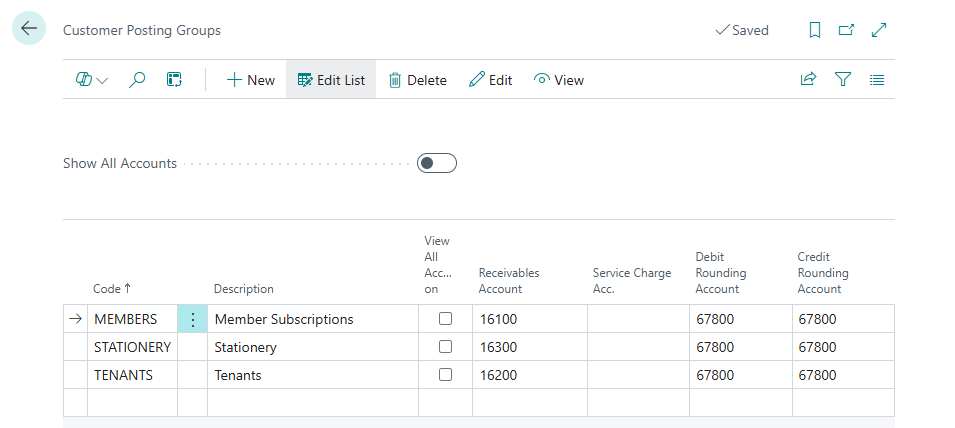 Customer Posting Groups
Saved
New
Edit List
Delete
Edit
View
Show All Accounts
Code ↑ Description View All Acc... on Receivables Account Service Charge Acc. Debit Rounding Account Credit Rounding Account
MEMBERS Member Subscriptions 16100 67800 67800
STATIONERY Stationery 16300 67800 67800
TENANTS Tenants 16200 67800 67800